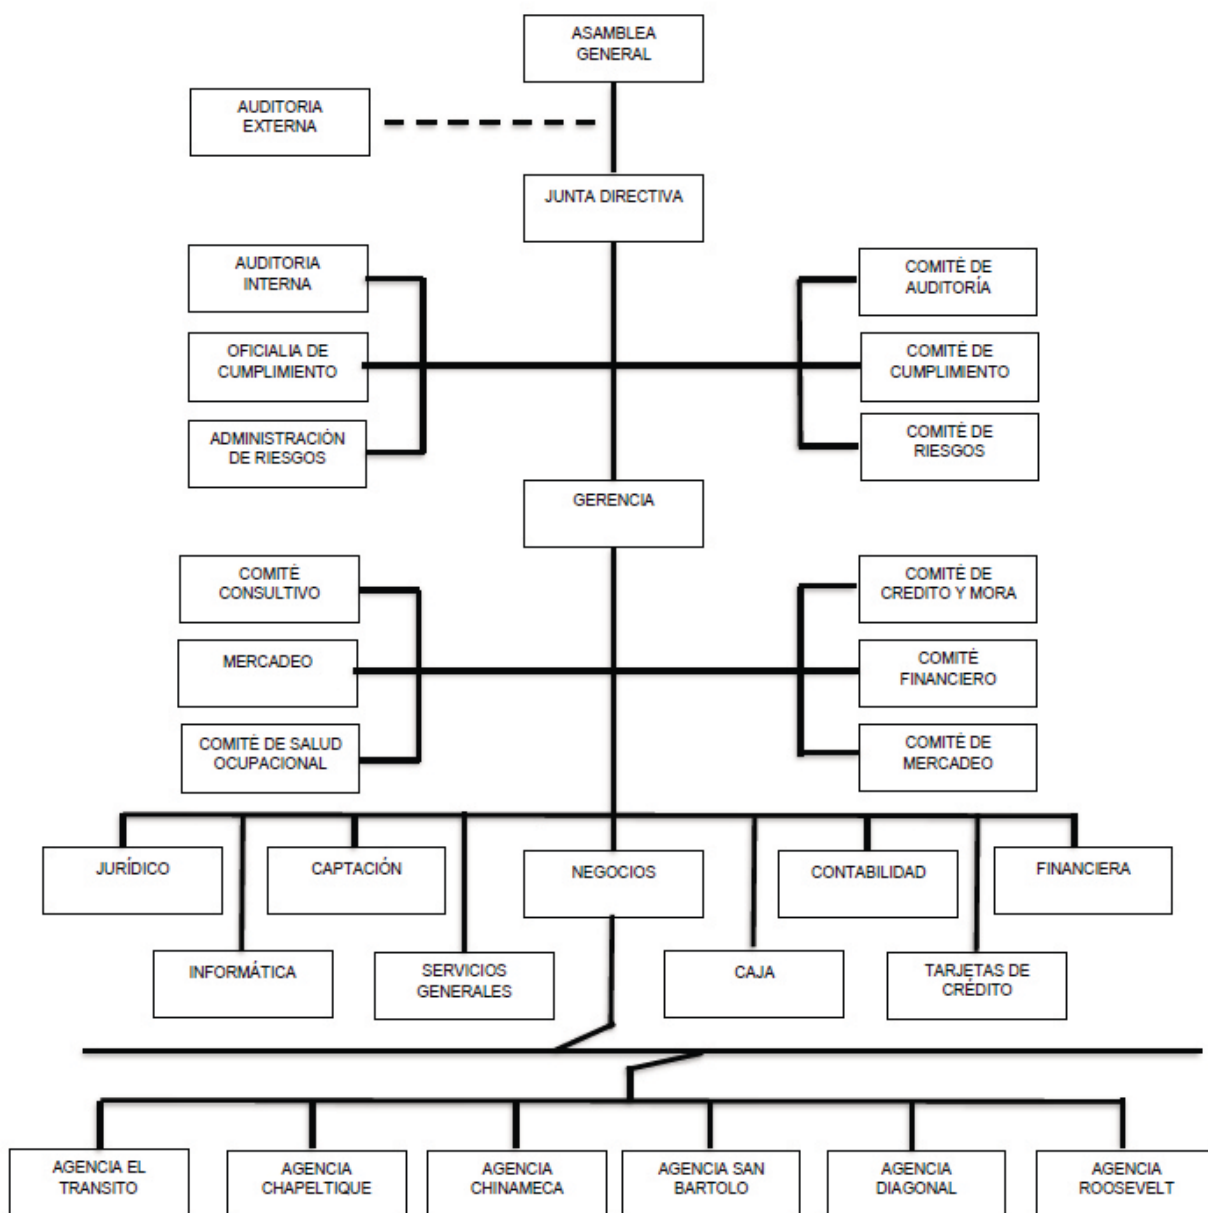 ASAMBLEA
GENERAL
AUDITORIA
EXTERNA
JUNTA DIRECTIVA
AUDITORIA
INTERNA
COMITÉ DE
AUDITORÍA
OFICIALIA DE
CUMPLIMIENTO
COMITÉ DE
CUMPLIMIENTO
ADMINISTRACIÓN
DE RIESGOS
COMITÉ DE
RIESGOS
GERENCIA
COMITÉ
CONSULTIVO
COMITÉ DE
CREDITO Y MORA
MERCADEO
COMITÉ
FINANCIERO
COMITÉ DE SALUD
OCUPACIONAL
COMITÉ DE
MERCADEO
JURÍDICO
CAPTACIÓN
NEGOCIOS
CONTABILIDAD
FINANCIERA
INFORMÁTICA
SERVICIOS
GENERALES
CAJA
TARJETAS DE
CRÉDITO
AGENCIA EL
TRANSITO
AGENCIA
CHAPELTIQUE
AGENCIA
CHINAMECA
AGENCIA SAN
BARTOLO
AGENCIA
DIAGONAL
AGENCIA
ROOSEVELT